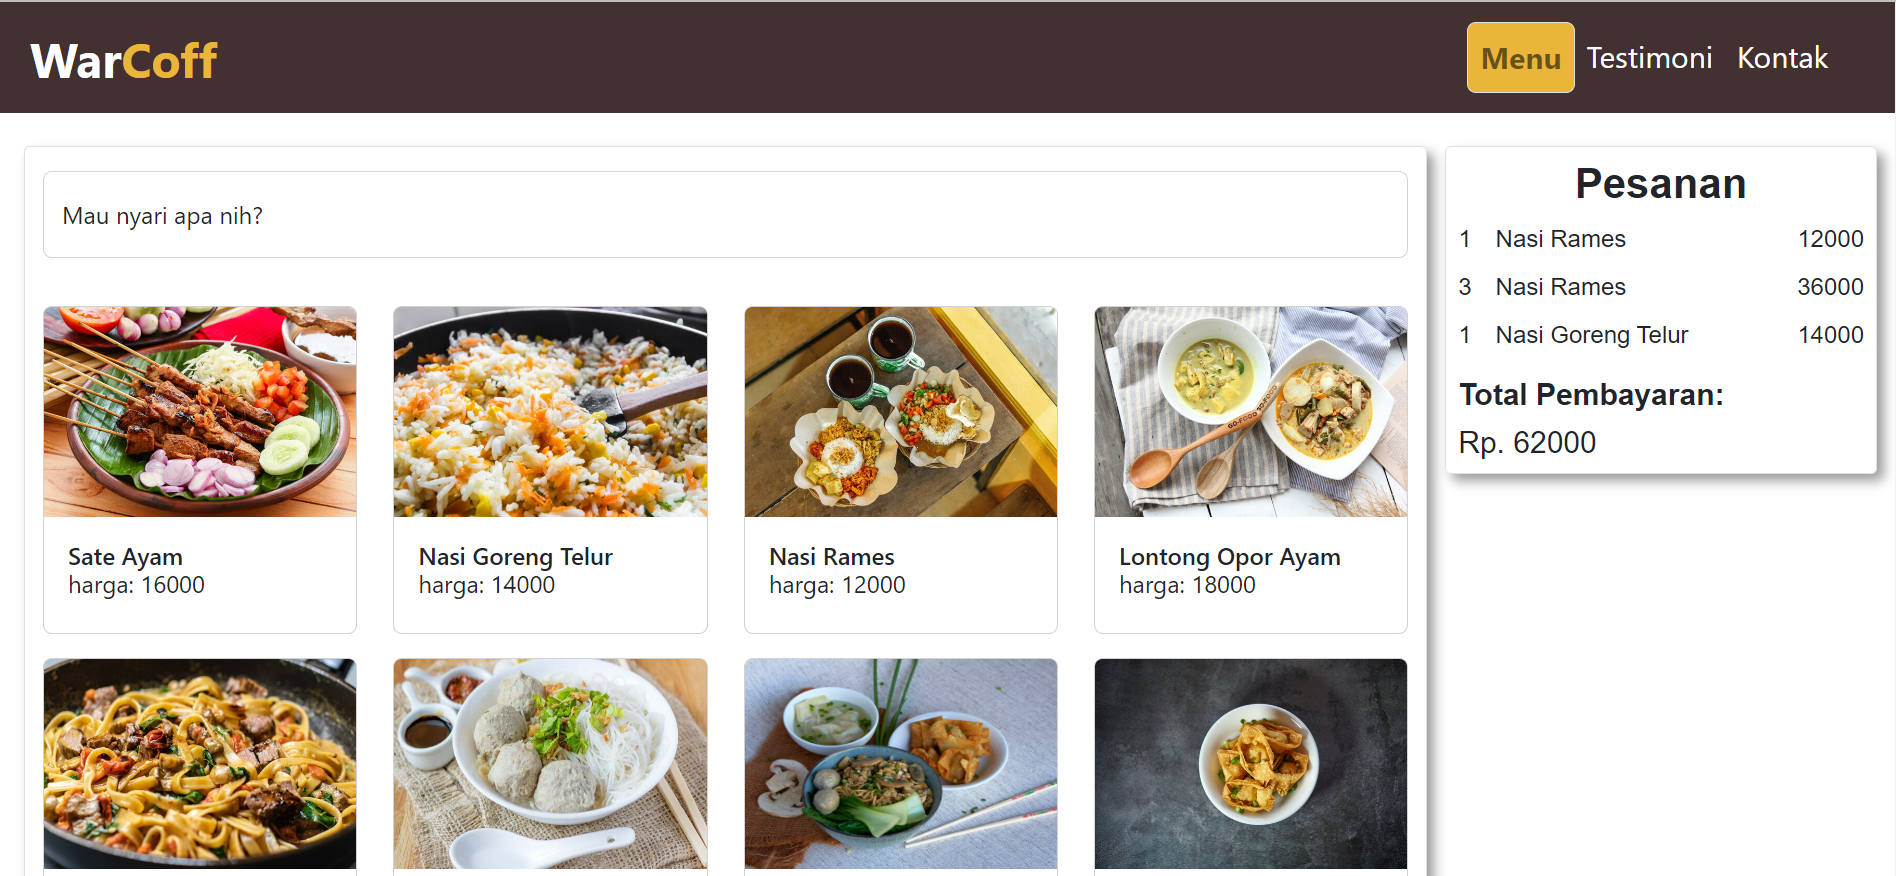 WarCoff
Menu Testimoni Kontak
Mau nyari apa nih?
Sate Ayam
harga: 16000
Nasi Goreng Telur
harga: 14000
Nasi Rames
harga: 12000
Lontong Opor Ayam
harga: 18000
Pesanan
1 Nasi Rames 12000
3 Nasi Rames 36000
1 Nasi Goreng Telur 14000
Total Pembayaran:
Rp. 62000